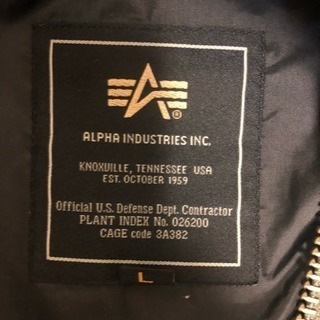 ALPHA INDUSTRIES INC.
KNOXVILLE, TENNESSEE USA
EST. OCTOBER 1959
Official U.S. Defense Dept. Contractor
PLANT INDEX No. 026200
CAGE code 3A382
L